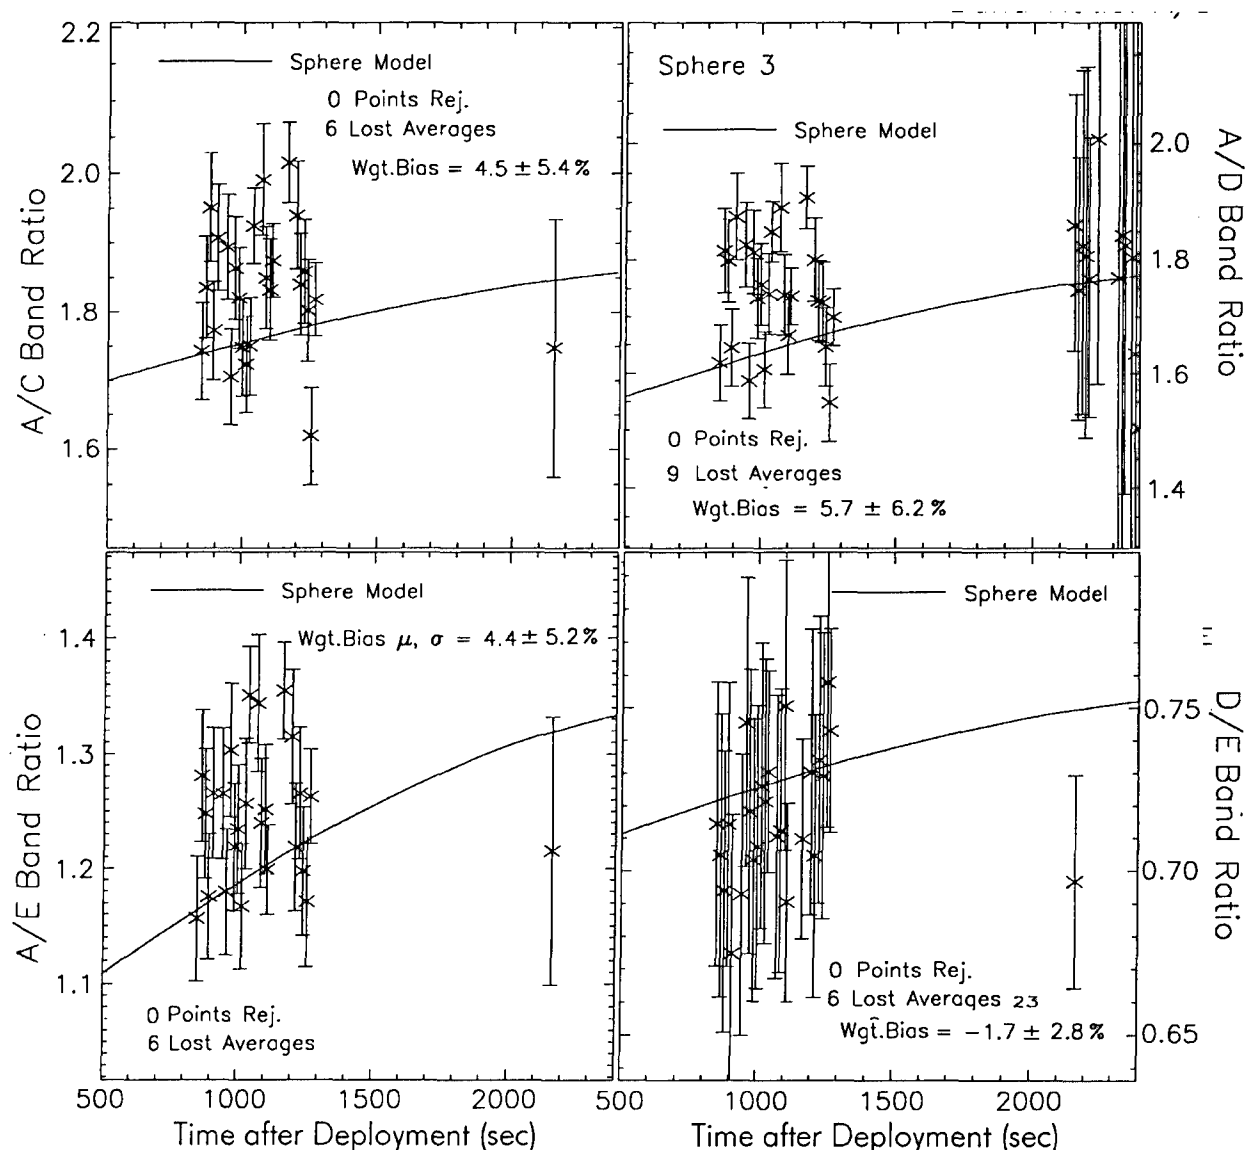 2.2
Sphere Model
0 Points Rej.
6 Lost Averages
Wgt.Bias = 4.5 ± 5.4%
2.0
1.8
1.6
A/C Band Ratio
Sphere 3
Sphere Model
0 Points Rej.
9 Lost Averages
Wgt.Bias = 5.7 ± 6.2%
2.0
1.8
1.6
1.4
A/D Band Ratio
Sphere Model
Wgt.Bias μ, σ = 4.4 ± 5.2%
1.4
1.3
1.2
1.1
A/E Band Ratio
0 Points Rej.
6 Lost Averages
500 1000 1500 2000 500
Time after Deployment (sec)
Sphere Model
0.75
0.70
0.65
D/E Band Ratio
0 Points Rej.
6 Lost Averages 23
Wgt.Bias = −1.7 ± 2.8%
1000 1500 2000
Time after Deployment (sec)